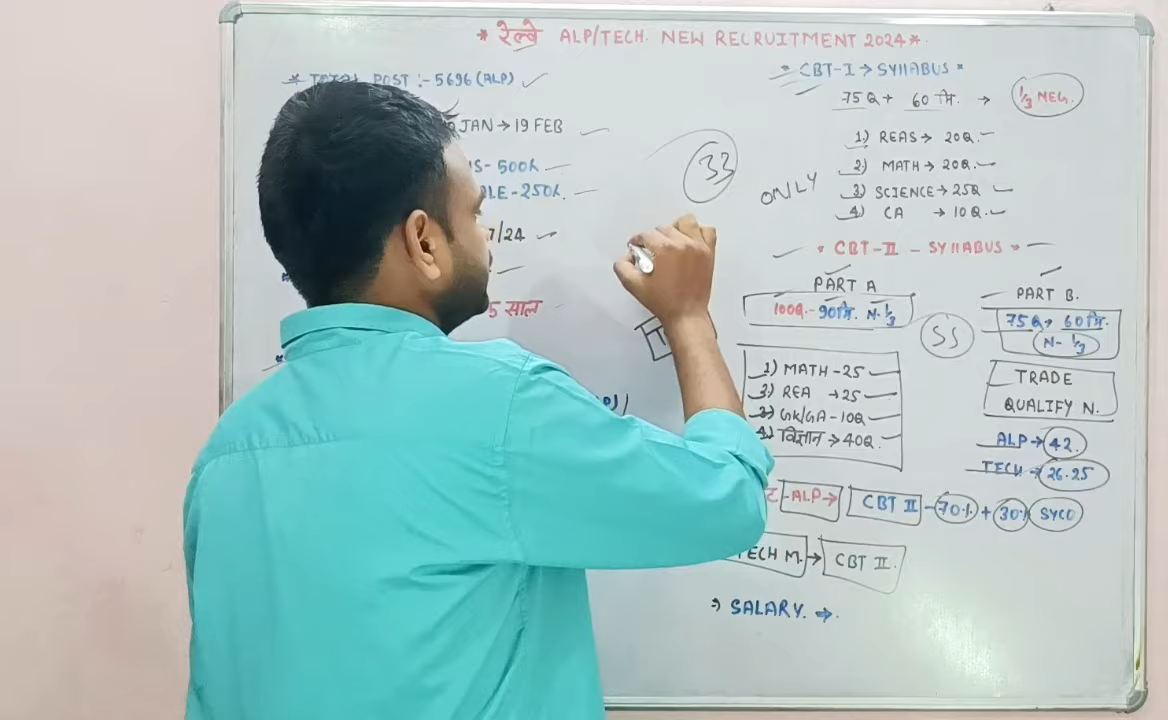 * रेल्वे ALP/TECH. NEW RECRUITMENT 2024 *
* TOTAL POST :- 5696 (ALP)
JAN → 19 FEB
- 500/-
- 250/-
7/24
5 साल
33
ONLY
* CBT-I → SYllABUS *
75Q + 60 मि. → 1/3 NEG.
1) REAS → 20Q.
2) MATH → 20Q.
3) SCIENCE → 25Q
4) CA → 10Q.
* CBT-II - SYllABUS *
PART A
100Q. - 90मि. N. 1/3
1) MATH - 25
2) REA → 25
3) GK/GA - 10Q
4) विज्ञान → 40Q.
PART B.
75Q → 60मि.
N - 1/3
TRADE
QUALIFY N.
ALP → 42.
TECH → 26.25
- ALP → CBT II - 70% + 30% SYCO
TECH M. → CBT II.
⇒ SALARY. ⇒.